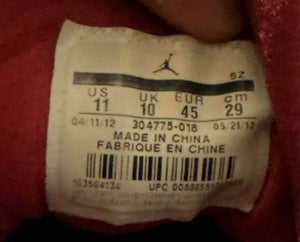 SZ
US UK EUR cm
11 10 45 29
04.11.12 304775-018 05.21.12
MADE IN CHINA
FABRIQUE EN CHINE
103504134 UPC